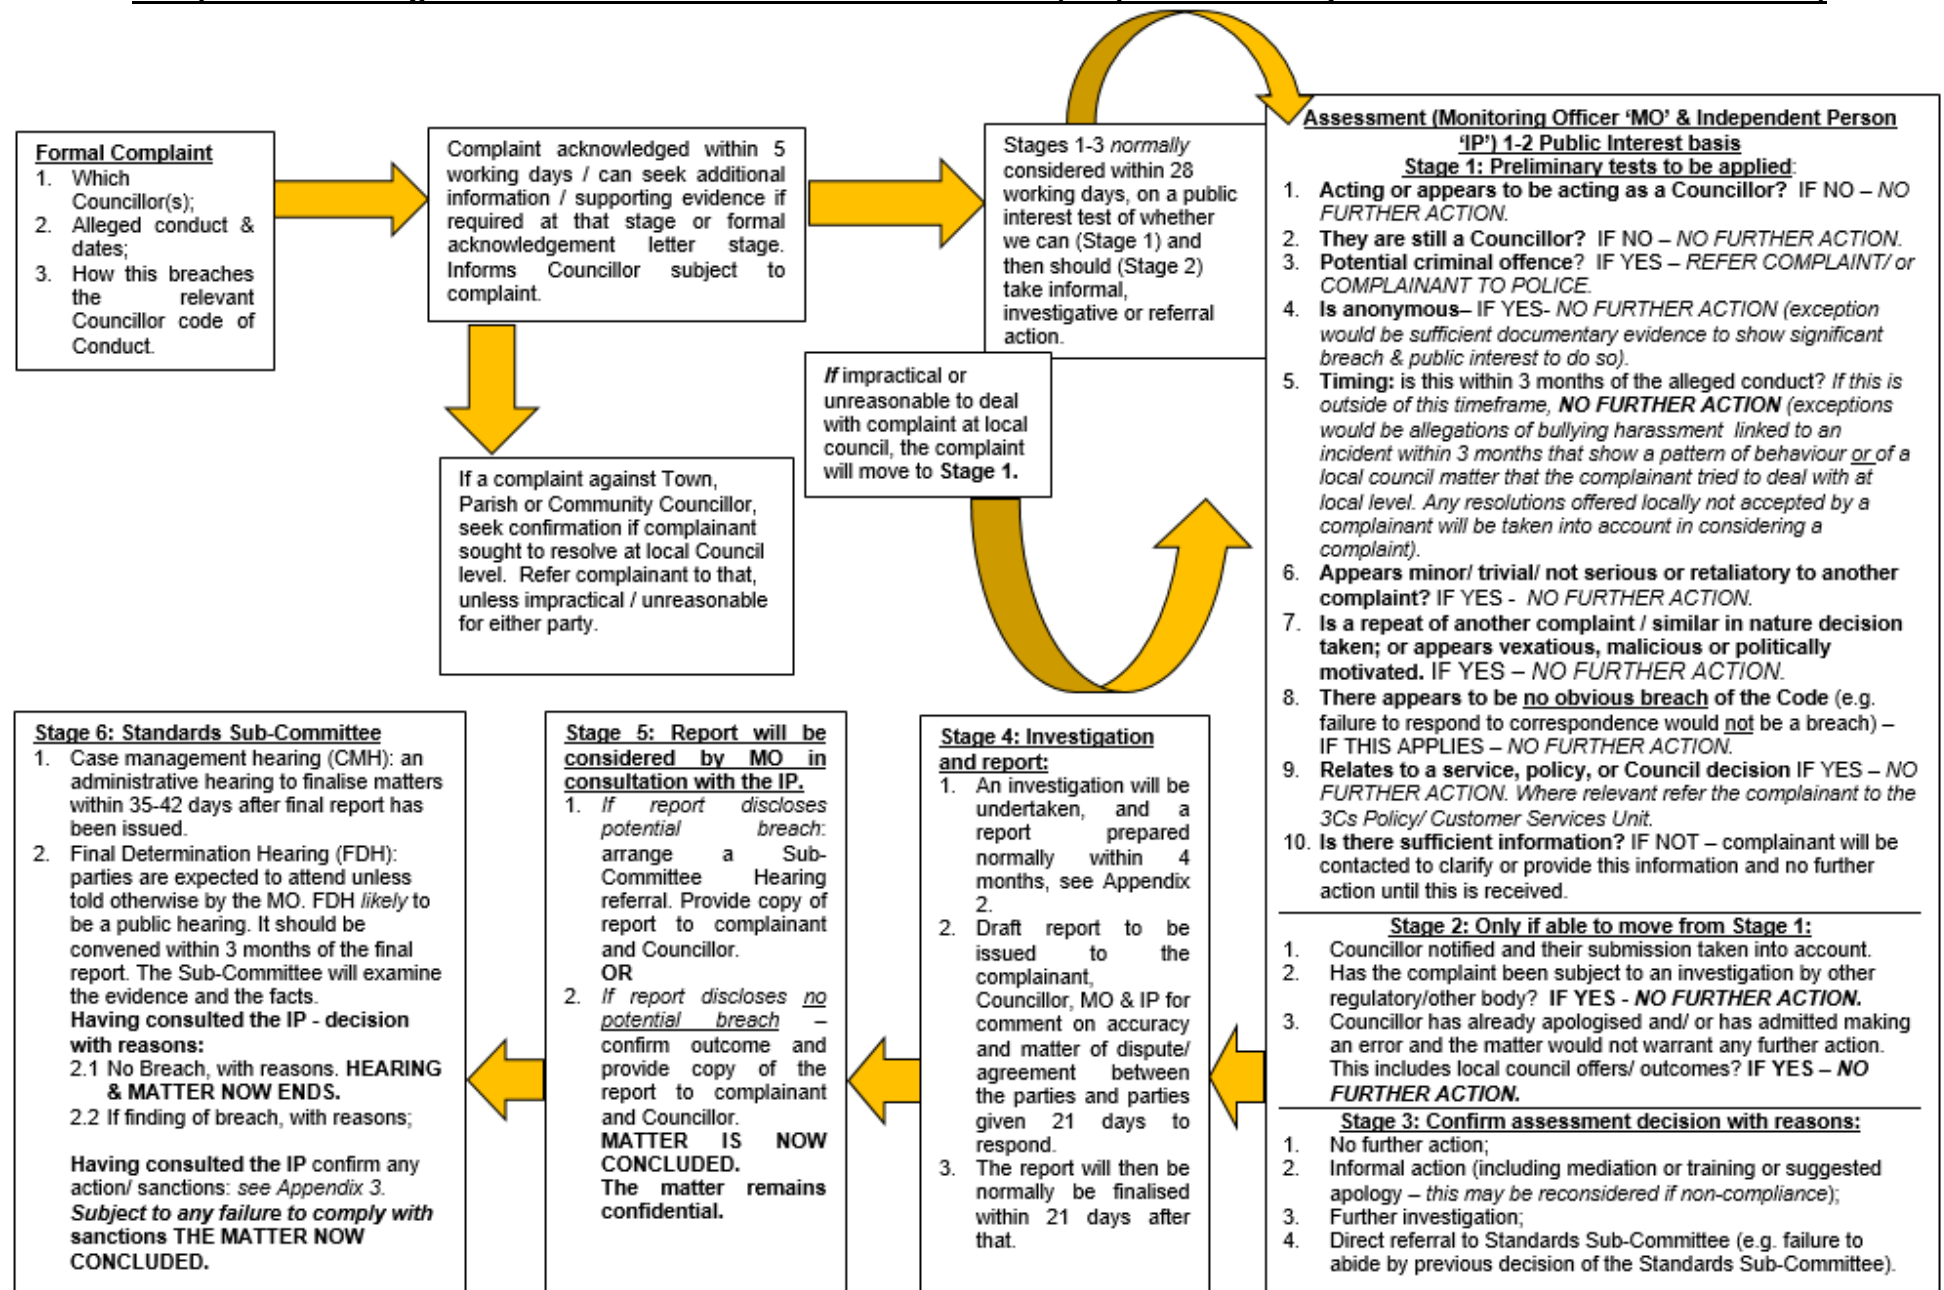 Formal Complaint
1. Which
Councillor(s);
2. Alleged conduct &
dates;
3. How this breaches
the relevant
Councillor code of
Conduct.
Complaint acknowledged within 5
working days / can seek additional
information / supporting evidence if
required at that stage or formal
acknowledgement letter stage.
Informs Councillor subject to
complaint.
If a complaint against Town,
Parish or Community Councillor,
seek confirmation if complainant
sought to resolve at local Council
level. Refer complainant to that,
unless impractical / unreasonable
for either party.
Stages 1-3 normally
considered within 28
working days, on a public
interest test of whether
we can (Stage 1) and
then should (Stage 2)
take informal,
investigative or referral
action.
If impractical or
unreasonable to deal
with complaint at local
council, the complaint
will move to Stage 1.
Assessment (Monitoring Officer ‘MO’ & Independent Person
‘IP’) 1-2 Public Interest basis
Stage 1: Preliminary tests to be applied:
1. Acting or appears to be acting as a Councillor? IF NO – NO
FURTHER ACTION.
2. They are still a Councillor? IF NO – NO FURTHER ACTION.
3. Potential criminal offence? IF YES – REFER COMPLAINT/ or
COMPLAINANT TO POLICE.
4. Is anonymous– IF YES- NO FURTHER ACTION (exception
would be sufficient documentary evidence to show significant
breach & public interest to do so).
5. Timing: is this within 3 months of the alleged conduct? If this is
outside of this timeframe, NO FURTHER ACTION (exceptions
would be allegations of bullying harassment linked to an
incident within 3 months that show a pattern of behaviour or of a
local council matter that the complainant tried to deal with at
local level. Any resolutions offered locally not accepted by a
complainant will be taken into account in considering a
complaint).
6. Appears minor/ trivial/ not serious or retaliatory to another
complaint? IF YES - NO FURTHER ACTION.
7. Is a repeat of another complaint / similar in nature decision
taken; or appears vexatious, malicious or politically
motivated. IF YES – NO FURTHER ACTION.
8. There appears to be no obvious breach of the Code (e.g.
failure to respond to correspondence would not be a breach) –
IF THIS APPLIES – NO FURTHER ACTION.
9. Relates to a service, policy, or Council decision IF YES – NO
FURTHER ACTION. Where relevant refer the complainant to the
3Cs Policy/ Customer Services Unit.
10. Is there sufficient information? IF NOT – complainant will be
contacted to clarify or provide this information and no further
action until this is received.
Stage 2: Only if able to move from Stage 1:
1. Councillor notified and their submission taken into account.
2. Has the complaint been subject to an investigation by other
regulatory/other body? IF YES - NO FURTHER ACTION.
3. Councillor has already apologised and/ or has admitted making
an error and the matter would not warrant any further action.
This includes local council offers/ outcomes? IF YES – NO
FURTHER ACTION.
Stage 3: Confirm assessment decision with reasons:
1. No further action;
2. Informal action (including mediation or training or suggested
apology – this may be reconsidered if non-compliance);
3. Further investigation;
4. Direct referral to Standards Sub-Committee (e.g. failure to
abide by previous decision of the Standards Sub-Committee).
Stage 4: Investigation
and report:
1. An investigation will be
undertaken, and a
report prepared
normally within 4
months, see Appendix
2.
2. Draft report to be
issued to the
complainant,
Councillor, MO & IP for
comment on accuracy
and matter of dispute/
agreement between
the parties and parties
given 21 days to
respond.
3. The report will then be
normally be finalised
within 21 days after
that.
Stage 5: Report will be
considered by MO in
consultation with the IP.
1. If report discloses
potential breach:
arrange a Sub-
Committee Hearing
referral. Provide copy of
report to complainant
and Councillor.
OR
2. If report discloses no
potential breach –
confirm outcome and
provide copy of the
report to complainant
and Councillor.
MATTER IS NOW
CONCLUDED.
The matter remains
confidential.
Stage 6: Standards Sub-Committee
1. Case management hearing (CMH): an
administrative hearing to finalise matters
within 35-42 days after final report has
been issued.
2. Final Determination Hearing (FDH):
parties are expected to attend unless
told otherwise by the MO. FDH likely to
be a public hearing. It should be
convened within 3 months of the final
report. The Sub-Committee will examine
the evidence and the facts.
Having consulted the IP - decision
with reasons:
2.1 No Breach, with reasons. HEARING
& MATTER NOW ENDS.
2.2 If finding of breach, with reasons;
Having consulted the IP confirm any
action/ sanctions: see Appendix 3.
Subject to any failure to comply with
sanctions THE MATTER NOW
CONCLUDED.